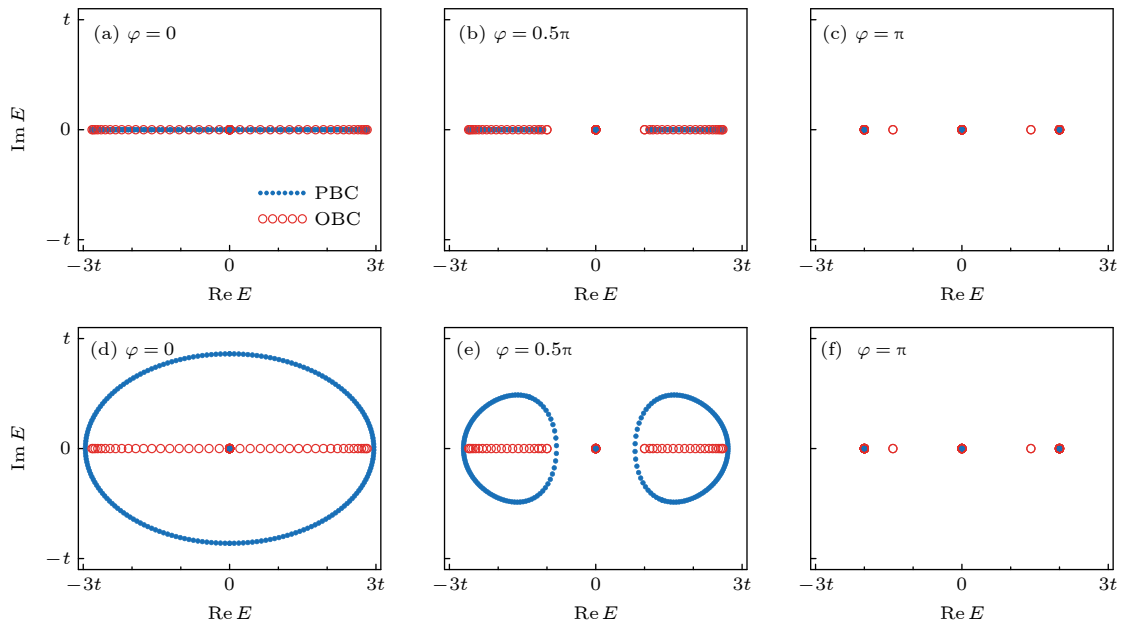 (a) φ = 0
(b) φ = 0.5π
(c) φ = π
t
0
−t
Im E
PBC
OBC
−3t 0 3t
−3t 0 3t
−3t 0 3t
Re E
Re E
Re E
(d) φ = 0
(e) φ = 0.5π
(f) φ = π
t
0
−t
Im E
−3t 0 3t
−3t 0 3t
−3t 0 3t
Re E
Re E
Re E